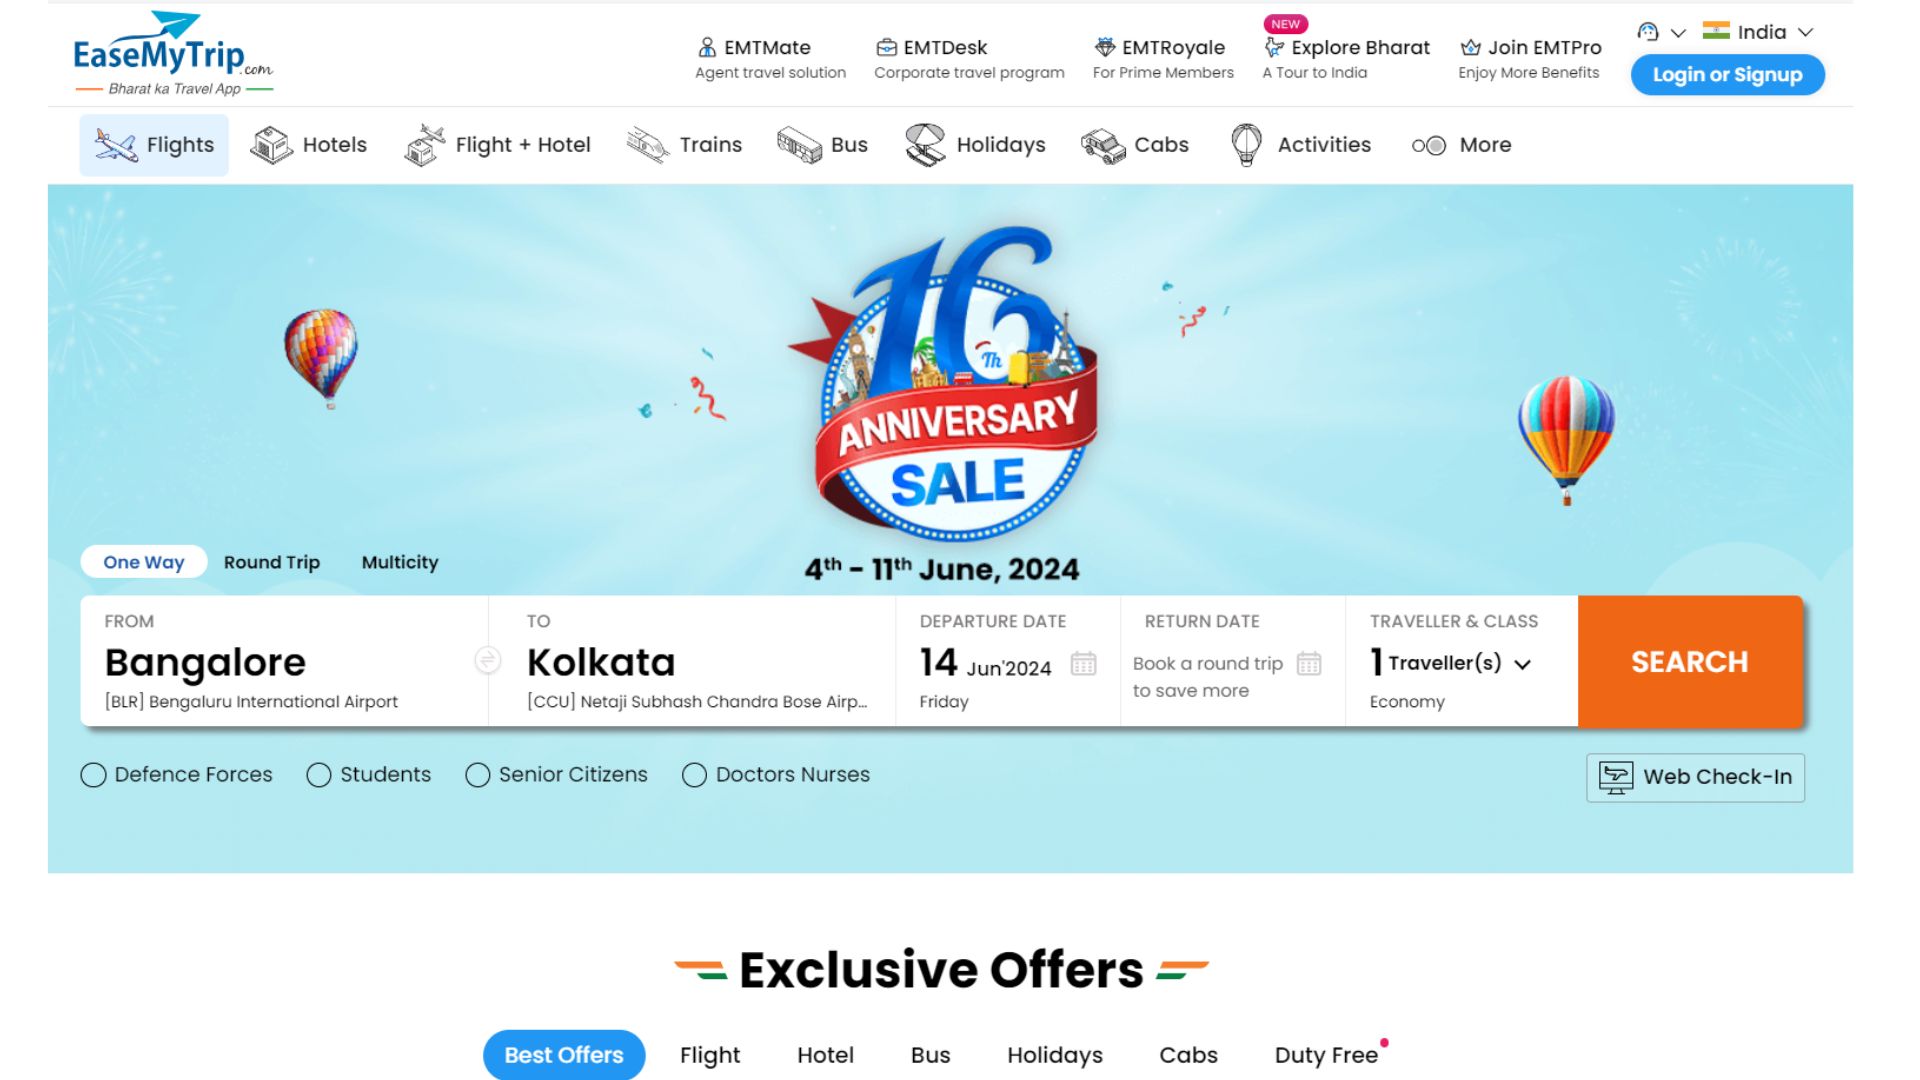 EaseMyTrip.com
Bharat ka Travel App
EMTMate
Agent travel solution
EMTDesk
Corporate travel program
EMTRoyale
For Prime Members
NEW
Explore Bharat
A Tour to India
Join EMTPro
Enjoy More Benefits
India
Login or Signup
Flights
Hotels
Flight + Hotel
Trains
Bus
Holidays
Cabs
Activities
More
16Th
ANNIVERSARY
SALE
4th - 11th June, 2024
One Way
Round Trip
Multicity
FROM
Bangalore
[BLR] Bengaluru International Airport
TO
Kolkata
[CCU] Netaji Subhash Chandra Bose Airp...
DEPARTURE DATE
14 Jun'2024
Friday
RETURN DATE
Book a round trip
to save more
TRAVELLER & CLASS
1 Traveller(s)
Economy
SEARCH
Defence Forces
Students
Senior Citizens
Doctors Nurses
Web Check-In
Exclusive Offers
Best Offers
Flight
Hotel
Bus
Holidays
Cabs
Duty Free